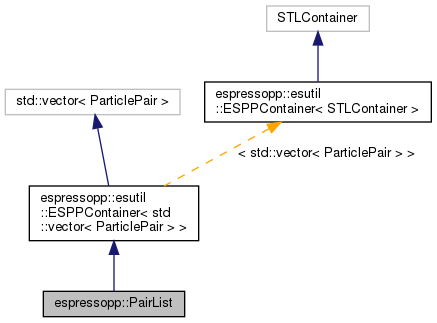 STLContainer
std::vector< ParticlePair >
espressopp::esutil
::ESPPContainer< STLContainer >
< std::vector< ParticlePair > >
espressopp::esutil
::ESPPContainer< std
::vector< ParticlePair > >
espressopp::PairList